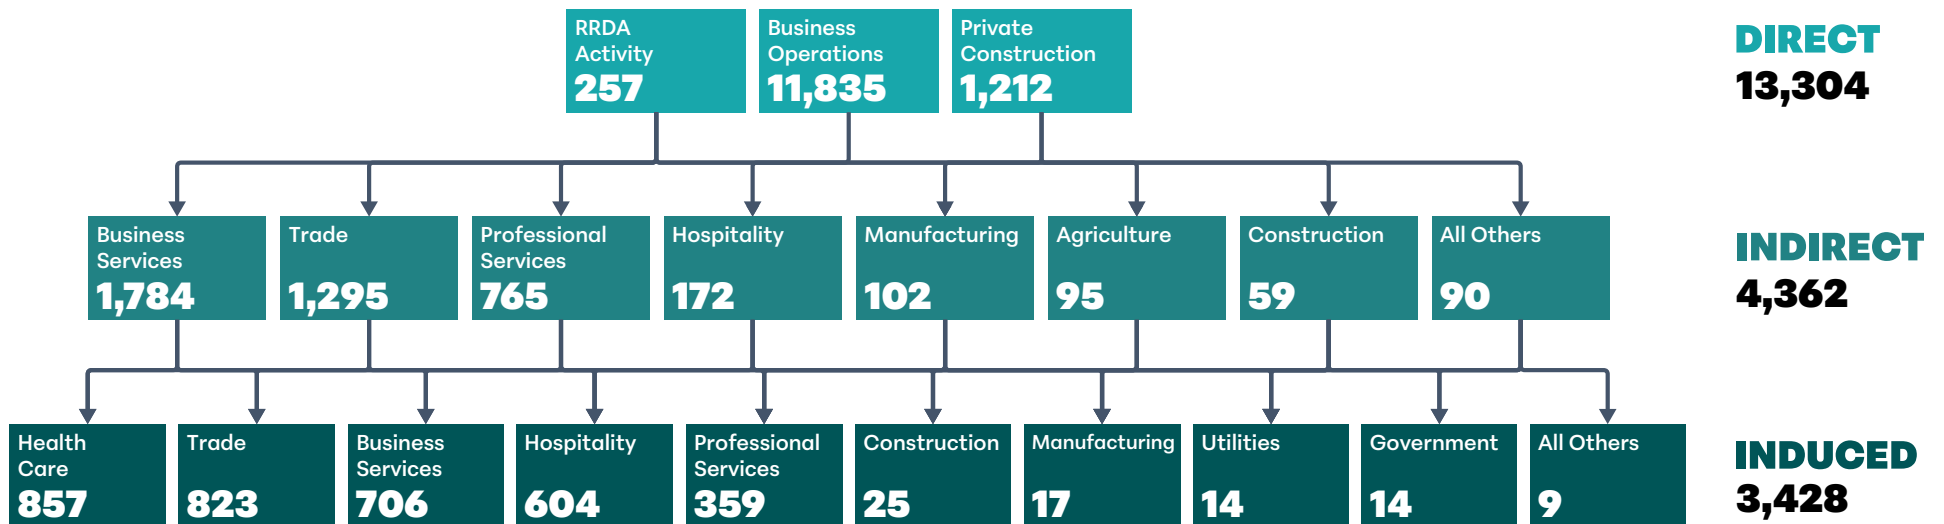 RRDA
Activity
257
Business
Operations
11,835
Private
Construction
1,212
DIRECT
13,304
Business
Services
1,784
Trade
1,295
Professional
Services
765
Hospitality
172
Manufacturing
102
Agriculture
95
Construction
59
All Others
90
INDIRECT
4,362
Health
Care
857
Trade
823
Business
Services
706
Hospitality
604
Professional
Services
359
Construction
25
Manufacturing
17
Utilities
14
Government
14
All Others
9
INDUCED
3,428